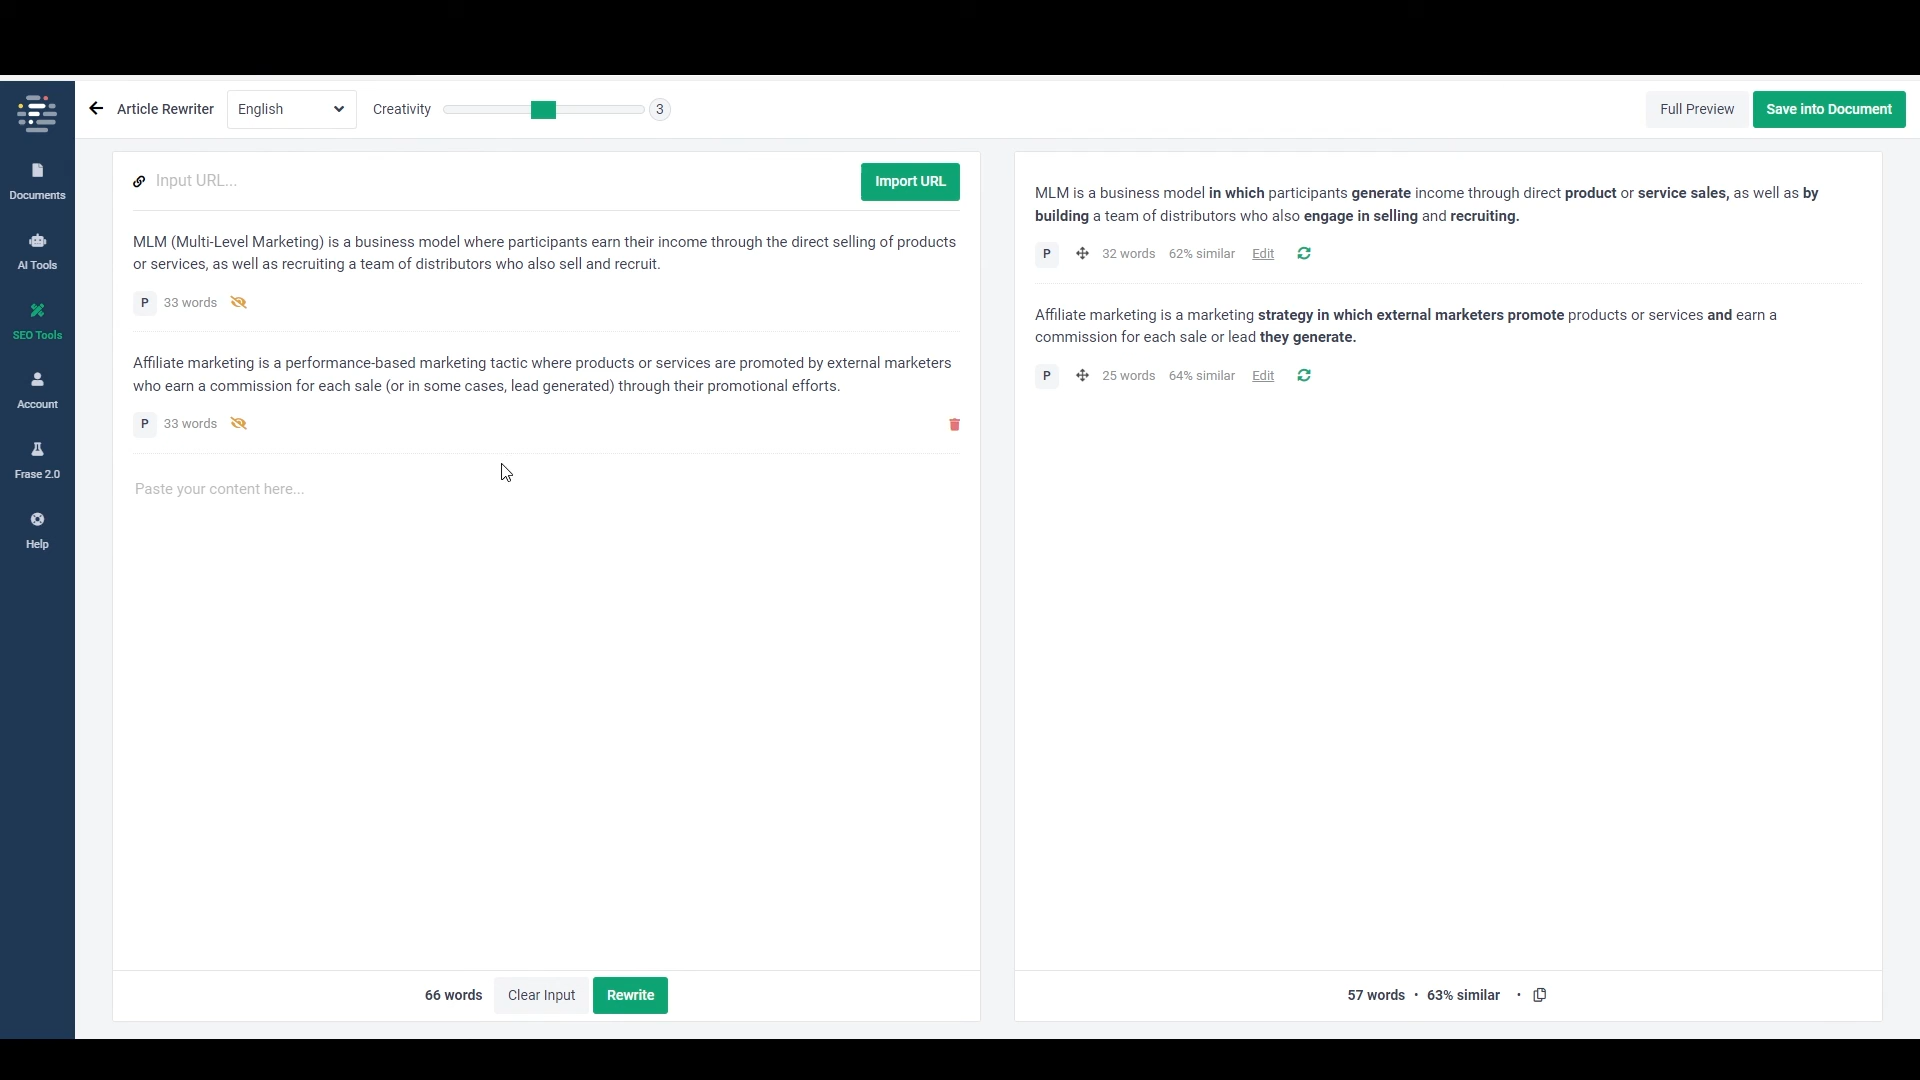 Article Rewriter
English
Creativity
3
Full Preview
Save into Document
Documents
AI Tools
SEO Tools
Account
Frase 2.0
Help
Input URL...
Import URL
MLM (Multi-Level Marketing) is a business model where participants earn their income through the direct selling of products
or services, as well as recruiting a team of distributors who also sell and recruit.
P 33 words
Affiliate marketing is a performance-based marketing tactic where products or services are promoted by external marketers
who earn a commission for each sale (or in some cases, lead generated) through their promotional efforts.
P 33 words
Paste your content here...
66 words Clear Input Rewrite
MLM is a business model in which participants generate income through direct product or service sales, as well as by
building a team of distributors who also engage in selling and recruiting.
P 32 words 62% similar Edit
Affiliate marketing is a marketing strategy in which external marketers promote products or services and earn a
commission for each sale or lead they generate.
P 25 words 64% similar Edit
57 words • 63% similar •